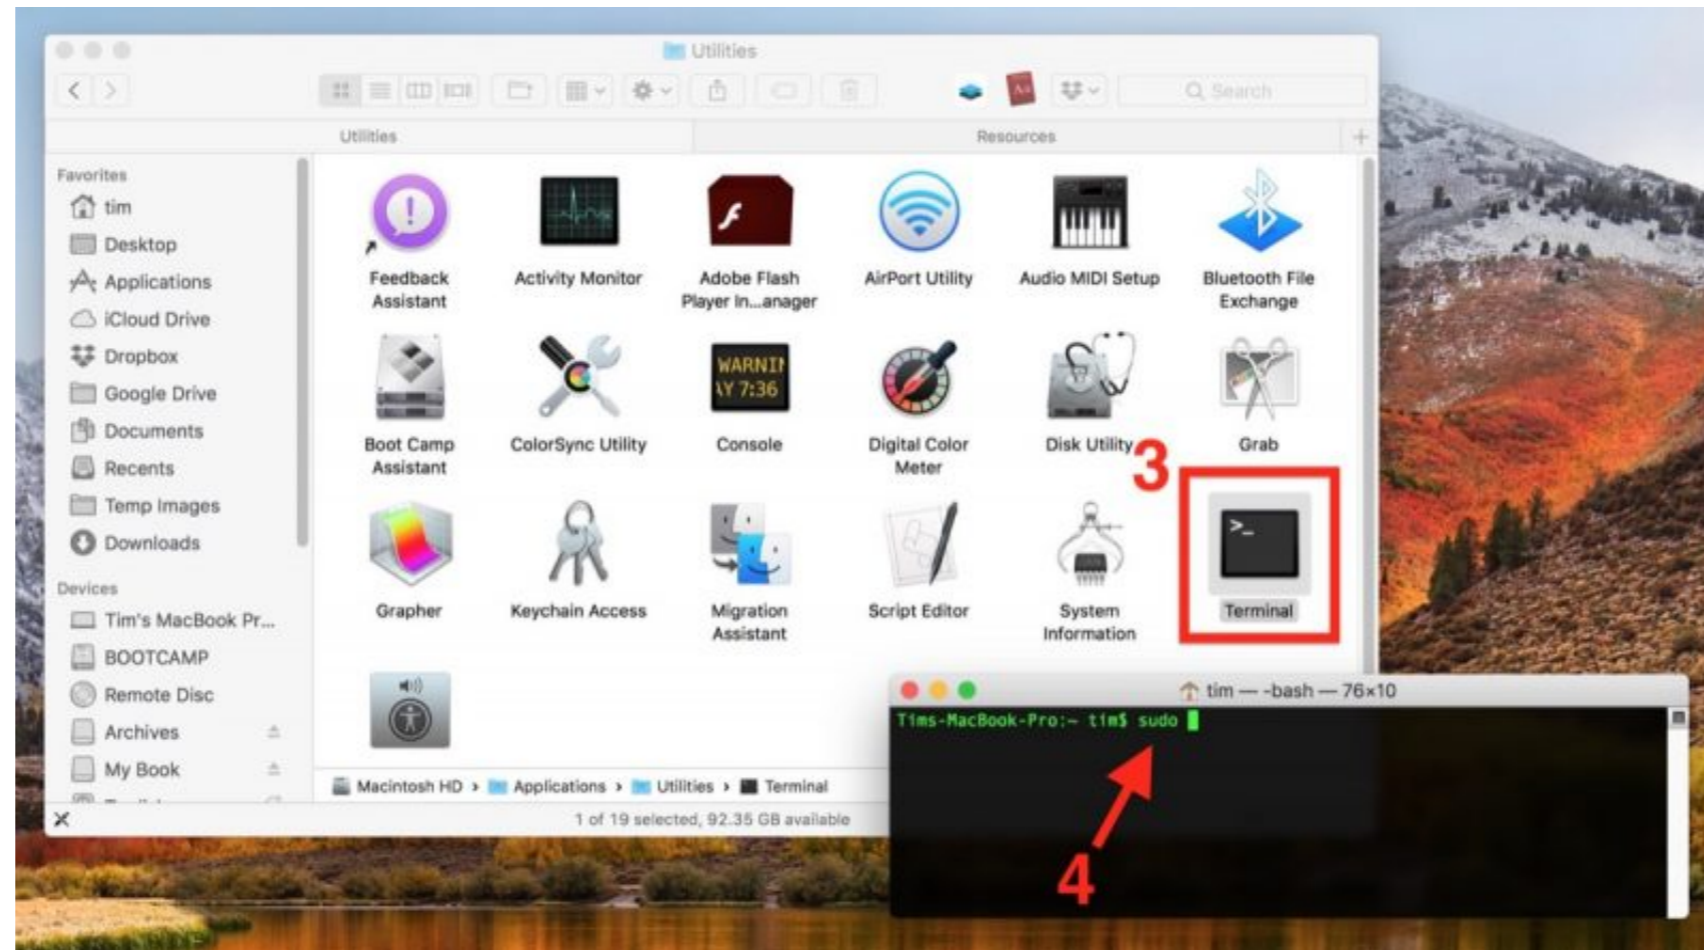 Utilities
Search
Utilities
Resources
Favorites
tim
Desktop
Applications
iCloud Drive
Dropbox
Google Drive
Documents
Recents
Temp Images
Downloads
Devices
Tim's MacBook Pr...
BOOTCAMP
Remote Disc
Archives
My Book
Feedback
Assistant
Activity Monitor
Adobe Flash
Player In...anager
AirPort Utility
Audio MIDI Setup
Bluetooth File
Exchange
WARNIN
AY 7:36
Boot Camp
Assistant
ColorSync Utility
Console
Digital Color
Meter
Disk Utility
Grab
3
Grapher
Keychain Access
Migration
Assistant
Script Editor
System
Information
>_
Terminal
Macintosh HD › Applications › Utilities › Terminal
1 of 19 selected, 92.35 GB available
tim — -bash — 76×10
Tims-MacBook-Pro:~ tim$ sudo
4